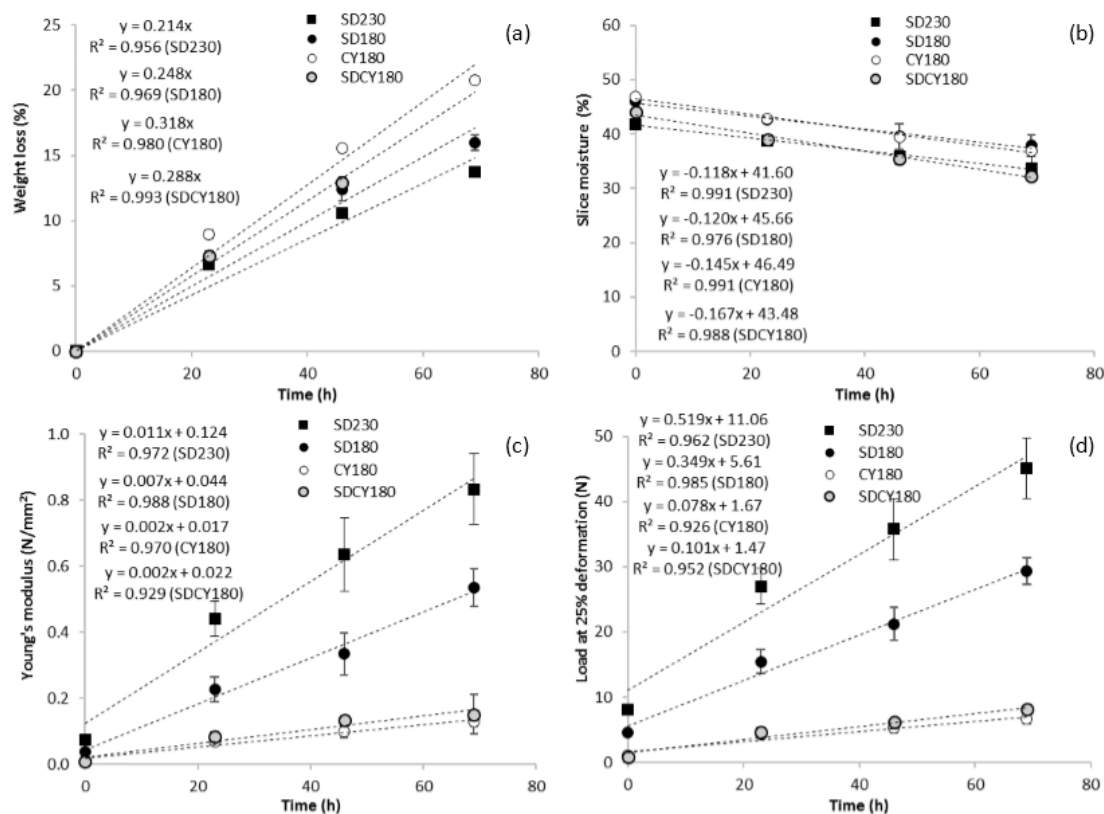 (a)
SD230
SD180
CY180
SDCY180
y = 0.214x
R² = 0.956 (SD230)
y = 0.248x
R² = 0.969 (SD180)
y = 0.318x
R² = 0.980 (CY180)
y = 0.288x
R² = 0.993 (SDCY180)
Weight loss (%)
25
20
15
10
5
0
0 20 40 60 80
Time (h)
(b)
SD230
SD180
CY180
SDCY180
Slice moisture (%)
60
50
40
30
20
10
0
y = -0.118x + 41.60
R² = 0.991 (SD230)
y = -0.120x + 45.66
R² = 0.976 (SD180)
y = -0.145x + 46.49
R² = 0.991 (CY180)
y = -0.167x + 43.48
R² = 0.988 (SDCY180)
0 20 40 60 80
Time (h)
(c)
SD230
SD180
CY180
SDCY180
y = 0.011x + 0.124
R² = 0.972 (SD230)
y = 0.007x + 0.044
R² = 0.988 (SD180)
y = 0.002x + 0.017
R² = 0.970 (CY180)
y = 0.002x + 0.022
R² = 0.929 (SDCY180)
Young's modulus (N/mm²)
1.0
0.8
0.6
0.4
0.2
0.0
0 20 40 60 80
Time (h)
(d)
SD230
SD180
CY180
SDCY180
y = 0.519x + 11.06
R² = 0.962 (SD230)
y = 0.349x + 5.61
R² = 0.985 (SD180)
y = 0.078x + 1.67
R² = 0.926 (CY180)
y = 0.101x + 1.47
R² = 0.952 (SDCY180)
Load at 25% deformation (N)
50
40
30
20
10
0
0 20 40 60 80
Time (h)